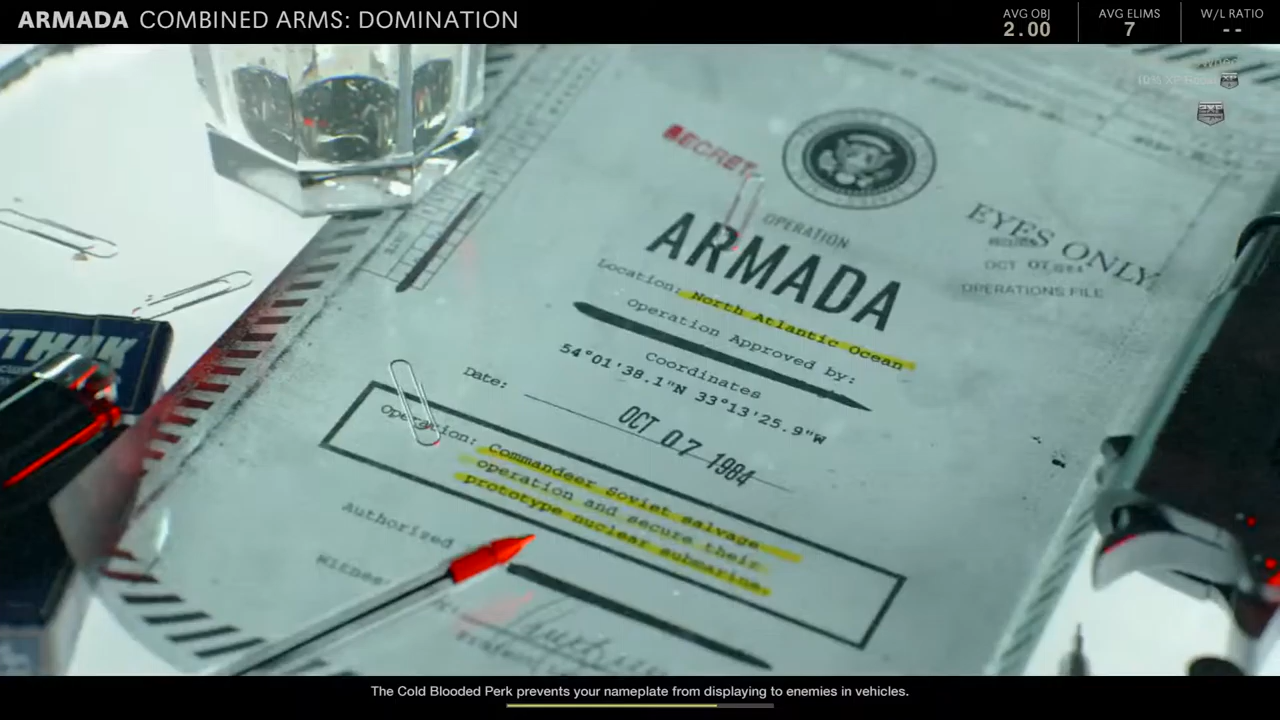 ARMADA COMBINED ARMS: DOMINATION
AVG OBJ
2.00
AVG ELIMS
7
W/L RATIO
--
SECRET
OPERATION
ARMADA
EYES ONLY
OPERATIONS FILE
Location: North Atlantic Ocean
Operation Approved by:
Coordinates
54°01'38.1"N 33°13'25.9"W
Date:
OCT 07 1984
Operation: Commandeer Soviet salvage
operation and secure their
prototype nuclear submarine.
Authorized
The Cold Blooded Perk prevents your nameplate from displaying to enemies in vehicles.